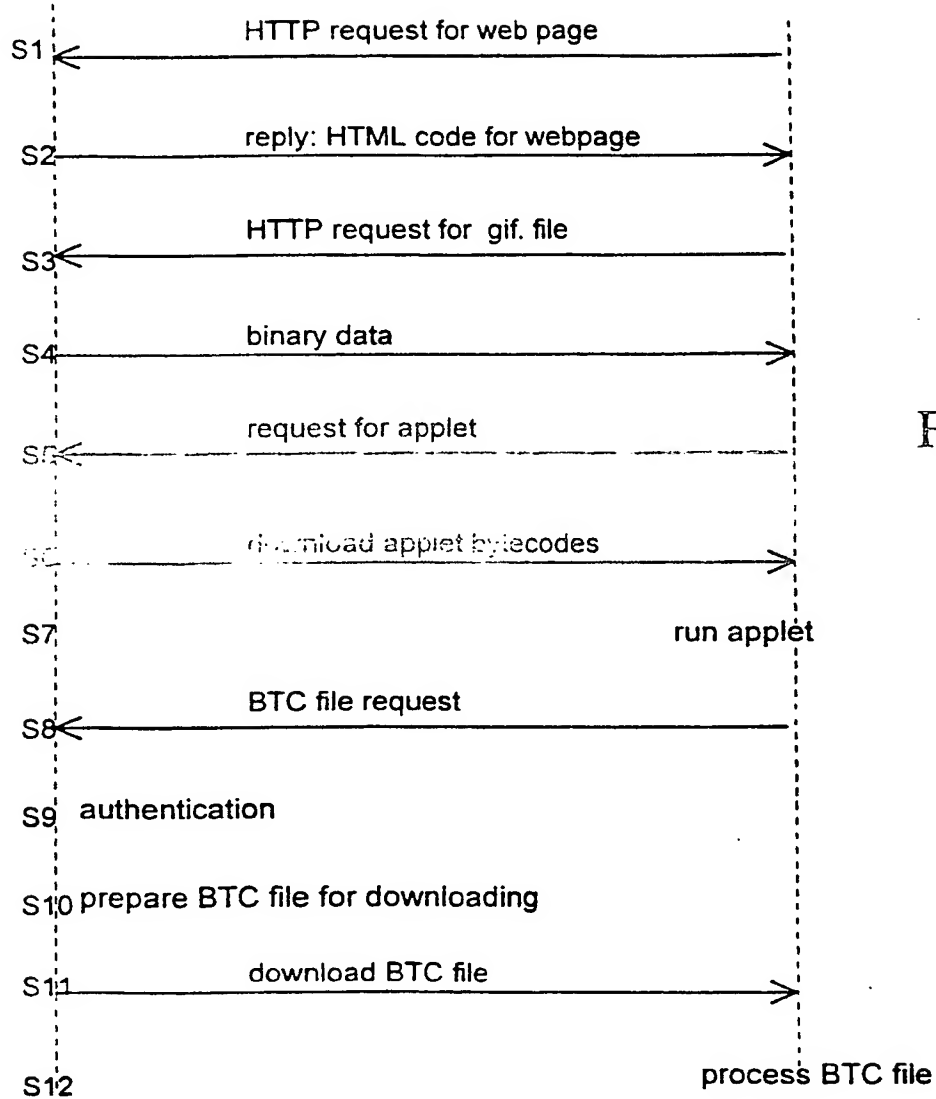 HTTP request for web page
S1
reply: HTML code for webpage
S2
HTTP request for gif. file
S3
binary data
S4
request for applet
download applet bytecodes
S7 run applet
BTC file request
S8
S9 authentication
S10 prepare BTC file for downloading
download BTC file
S11
S12 process BTC file